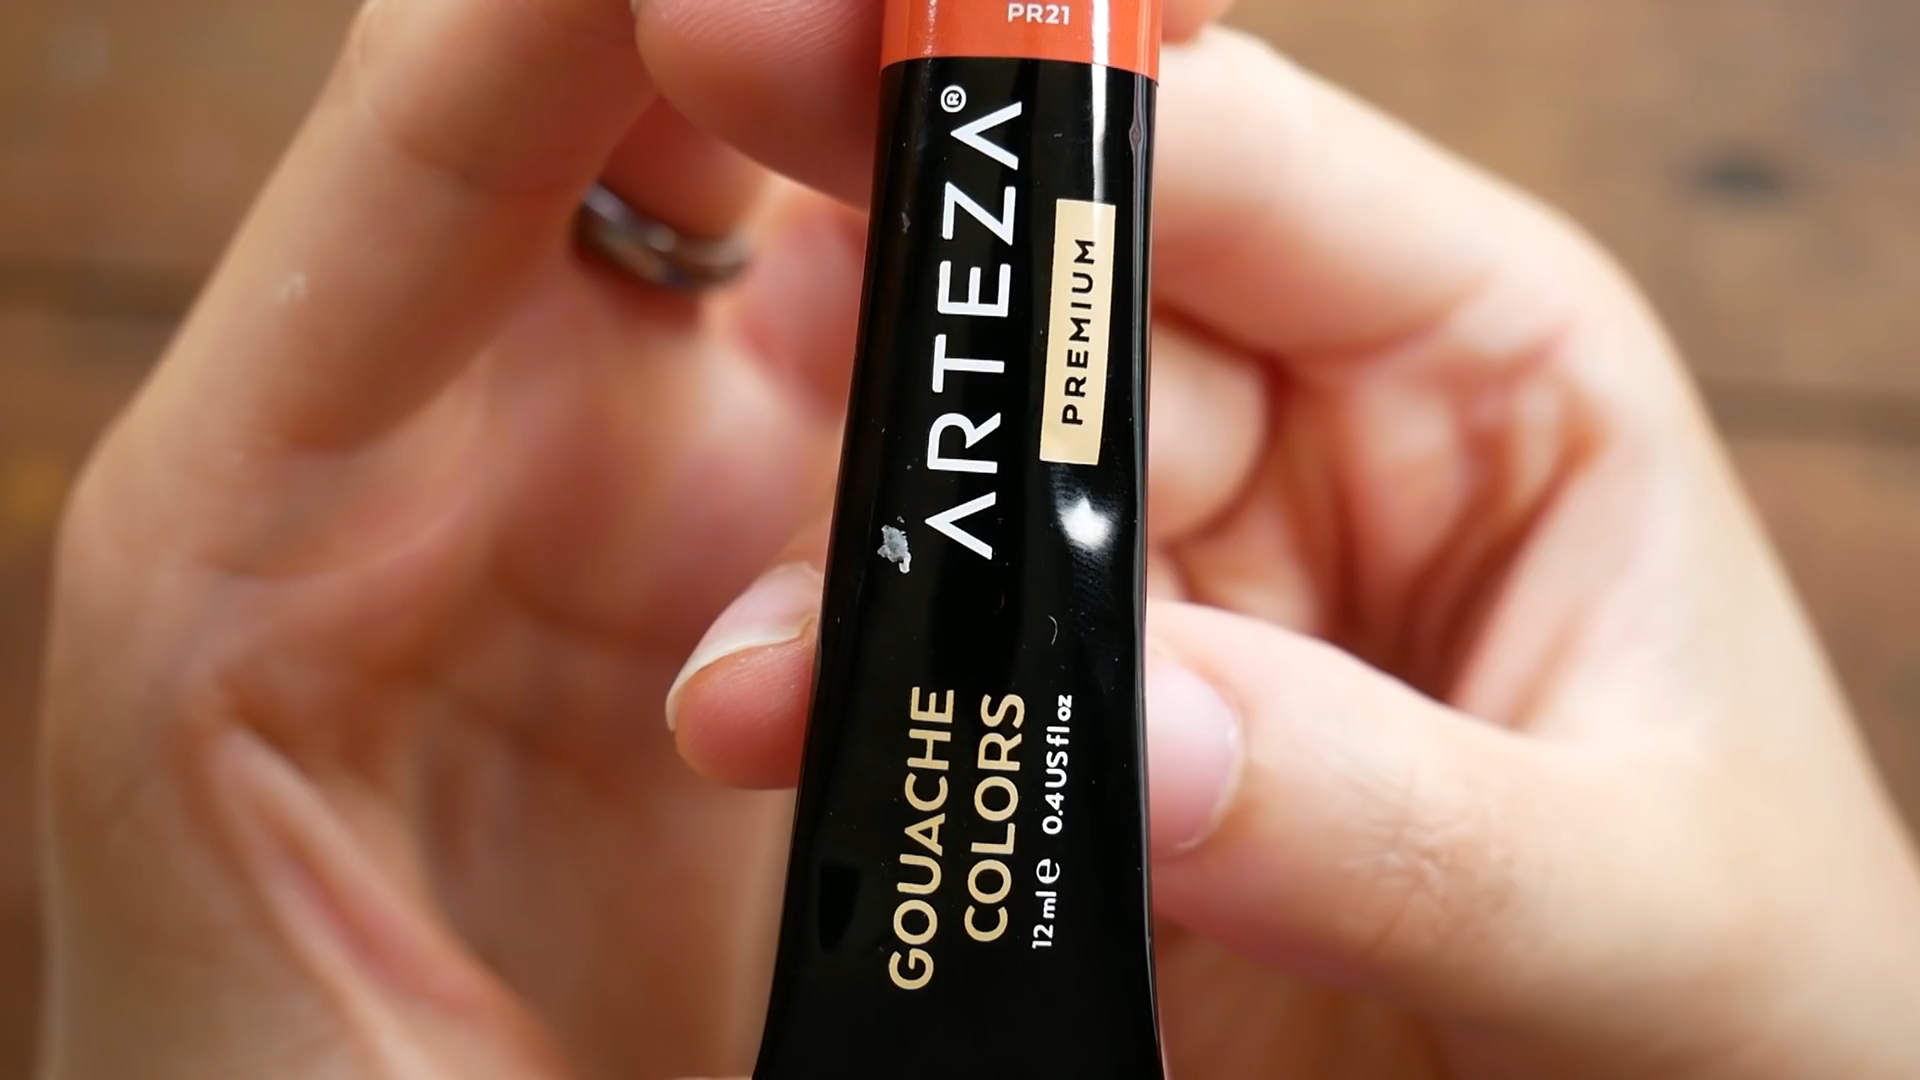 PR21
ARTEZA®
PREMIUM
GOUACHE
COLORS
12 ml e 0.4 US fl oz